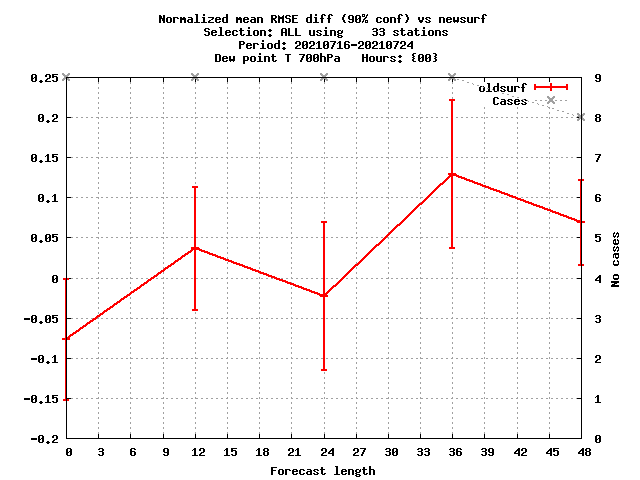 Normalized mean RMSE diff (90% conf) vs newsurf
Selection: ALL using    33 stations
Period: 20210716-20210724
Dew point T 700hPa   Hours: {00}
oldsurf
Cases
0.25
0.2
0.15
0.1
0.05
0
-0.05
-0.1
-0.15
-0.2
9
8
7
6
5
4
3
2
1
0
No cases
0 3 6 9 12 15 18 21 24 27 30 33 36 39 42 45 48
Forecast length